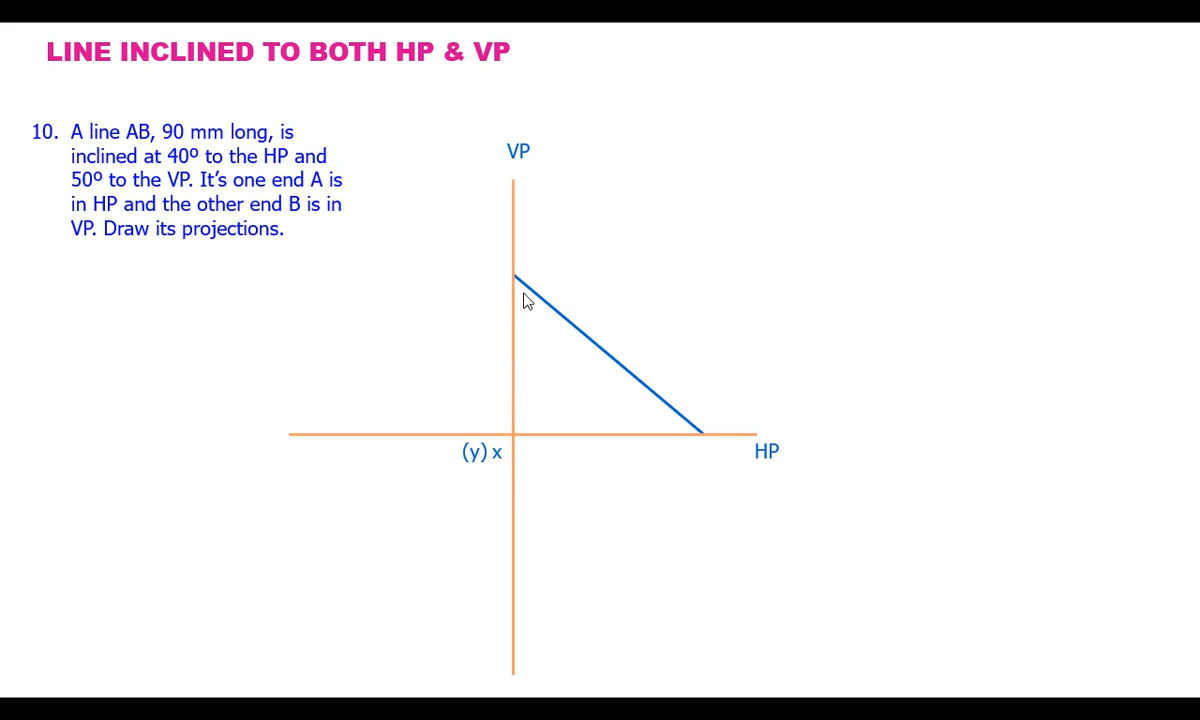 LINE INCLINED TO BOTH HP & VP
10. A line AB, 90 mm long, is
inclined at 40º to the HP and
50º to the VP. It’s one end A is
in HP and the other end B is in
VP. Draw its projections.
VP
(y) x
HP